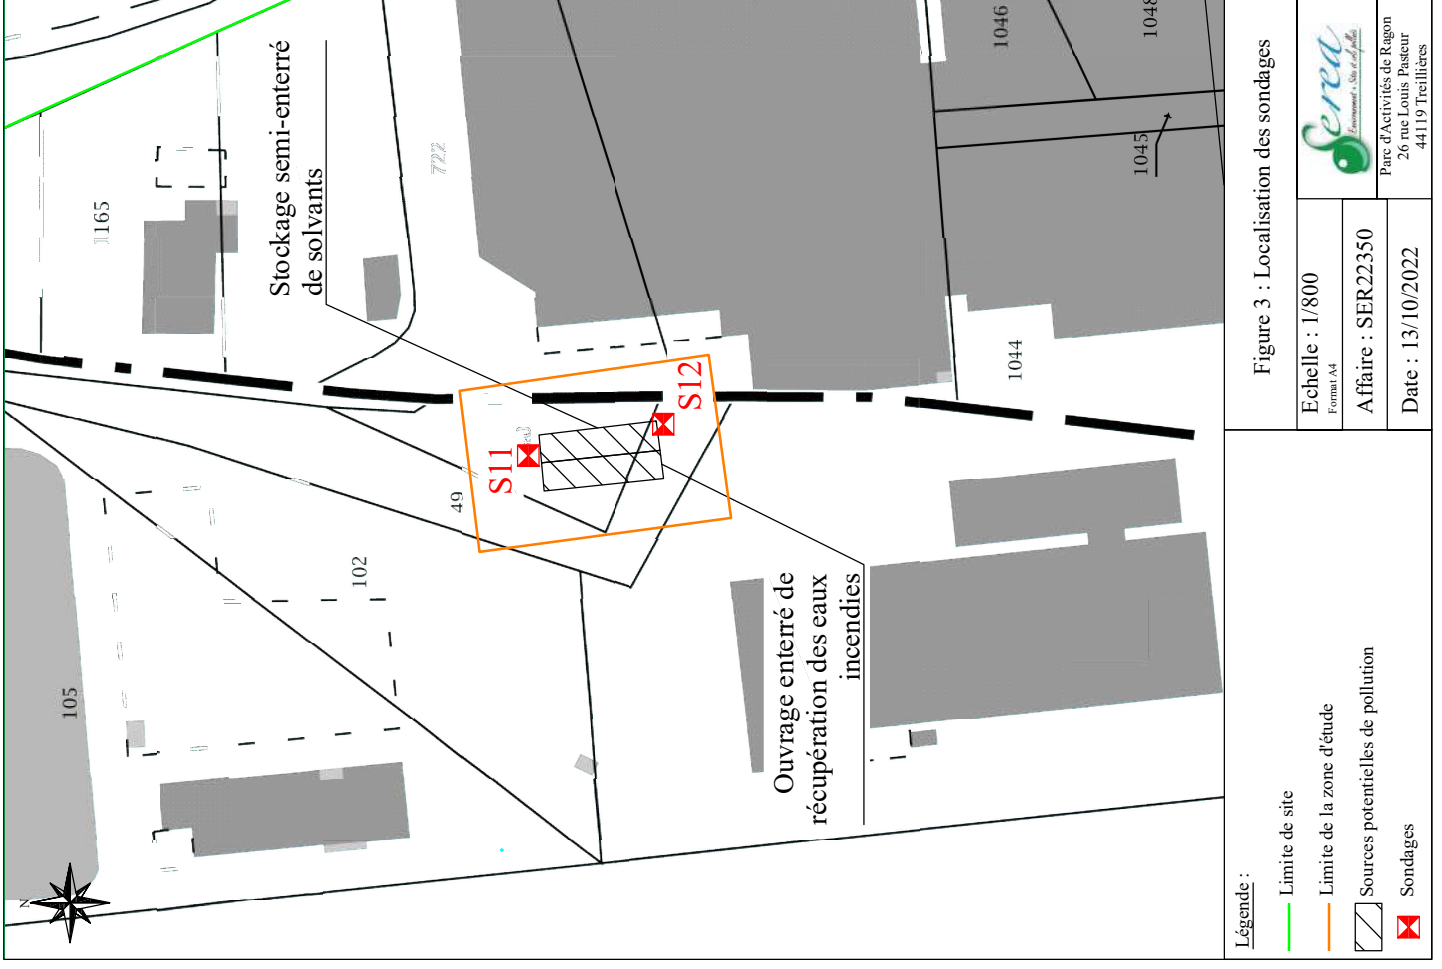 N
105
102
49
1165
722
Stockage semi-enterré
de solvants
S11
S12
Ouvrage enterré de
récupération des eaux
incendies
1044
1045
1046
1048
Légende :
Limite de site
Limite de la zone d'étude
Sources potentielles de pollution
Sondages
Figure 3 : Localisation des sondages
Echelle : 1/800
Format A4
Affaire : SER22350
Date : 13/10/2022
Serea
Parc d'Activités de Ragon
26 rue Louis Pasteur
44119 Treillières